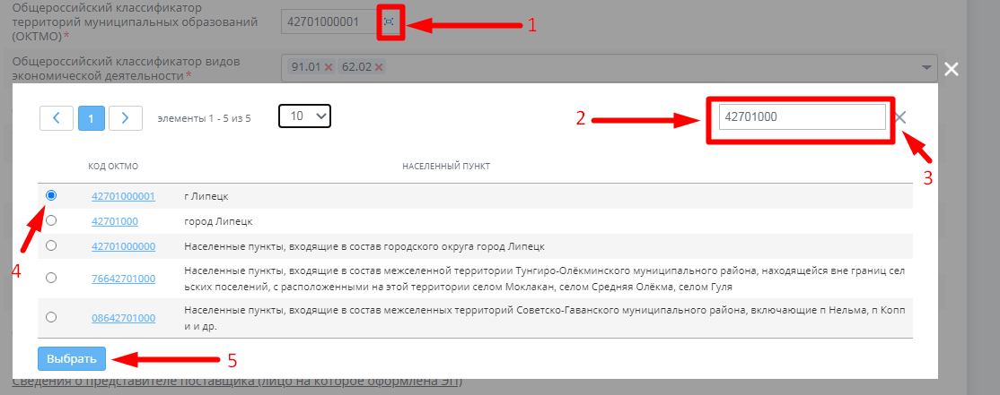 Общероссийский классификатор
территорий муниципальных образований
(ОКТМО)*
42701000001
1
Общероссийский классификатор видов
экономической деятельности*
91.01 × 62.02 ×
1
элементы 1 - 5 из 5
10
2
42701000
3
КОД ОКТМО
НАСЕЛЕННЫЙ ПУНКТ
42701000001 г Липецк
42701000 город Липецк
4
42701000000 Населенные пункты, входящие в состав городского округа город Липецк
76642701000
Населенные пункты, входящие в состав межселенной территории Тунгиро-Олёкминского муниципального района, находящейся вне границ сел
ьских поселений, с расположенными на этой территории селом Моклакан, селом Средняя Олёкма, селом Гуля
08642701000
Населенные пункты, входящие в состав межселенных территорий Советско-Гаванского муниципального района, включающие п Нельма, п Копп
и и др.
Выбрать
5
Сведения о представителе поставщика (лицо на которое оформлена ЭП)